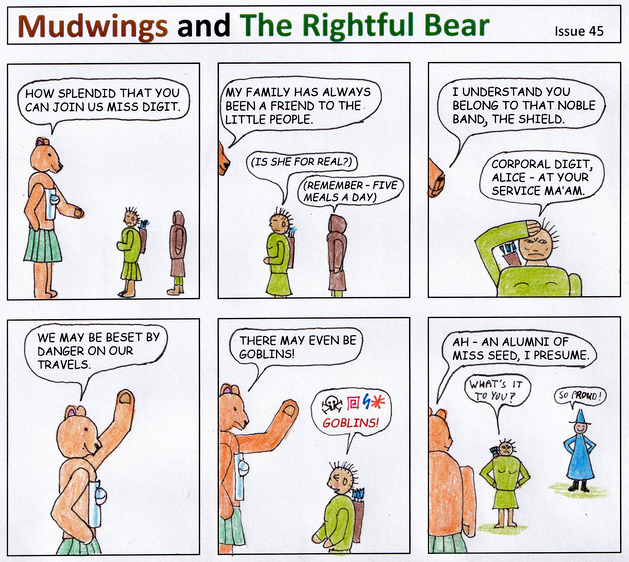 Mudwings and The Rightful Bear
Issue 45
HOW SPLENDID THAT YOU
CAN JOIN US MISS DIGIT.
MY FAMILY HAS ALWAYS
BEEN A FRIEND TO THE
LITTLE PEOPLE.
(IS SHE FOR REAL?)
(REMEMBER - FIVE
MEALS A DAY)
I UNDERSTAND YOU
BELONG TO THAT NOBLE
BAND, THE SHIELD.
CORPORAL DIGIT,
ALICE - AT YOUR
SERVICE MA'AM.
WE MAY BE BESET BY
DANGER ON OUR
TRAVELS.
THERE MAY EVEN BE
GOBLINS!
GOBLINS!
AH - AN ALUMNI OF
MISS SEED, I PRESUME.
WHAT'S IT
TO YOU?
SO PROUD!